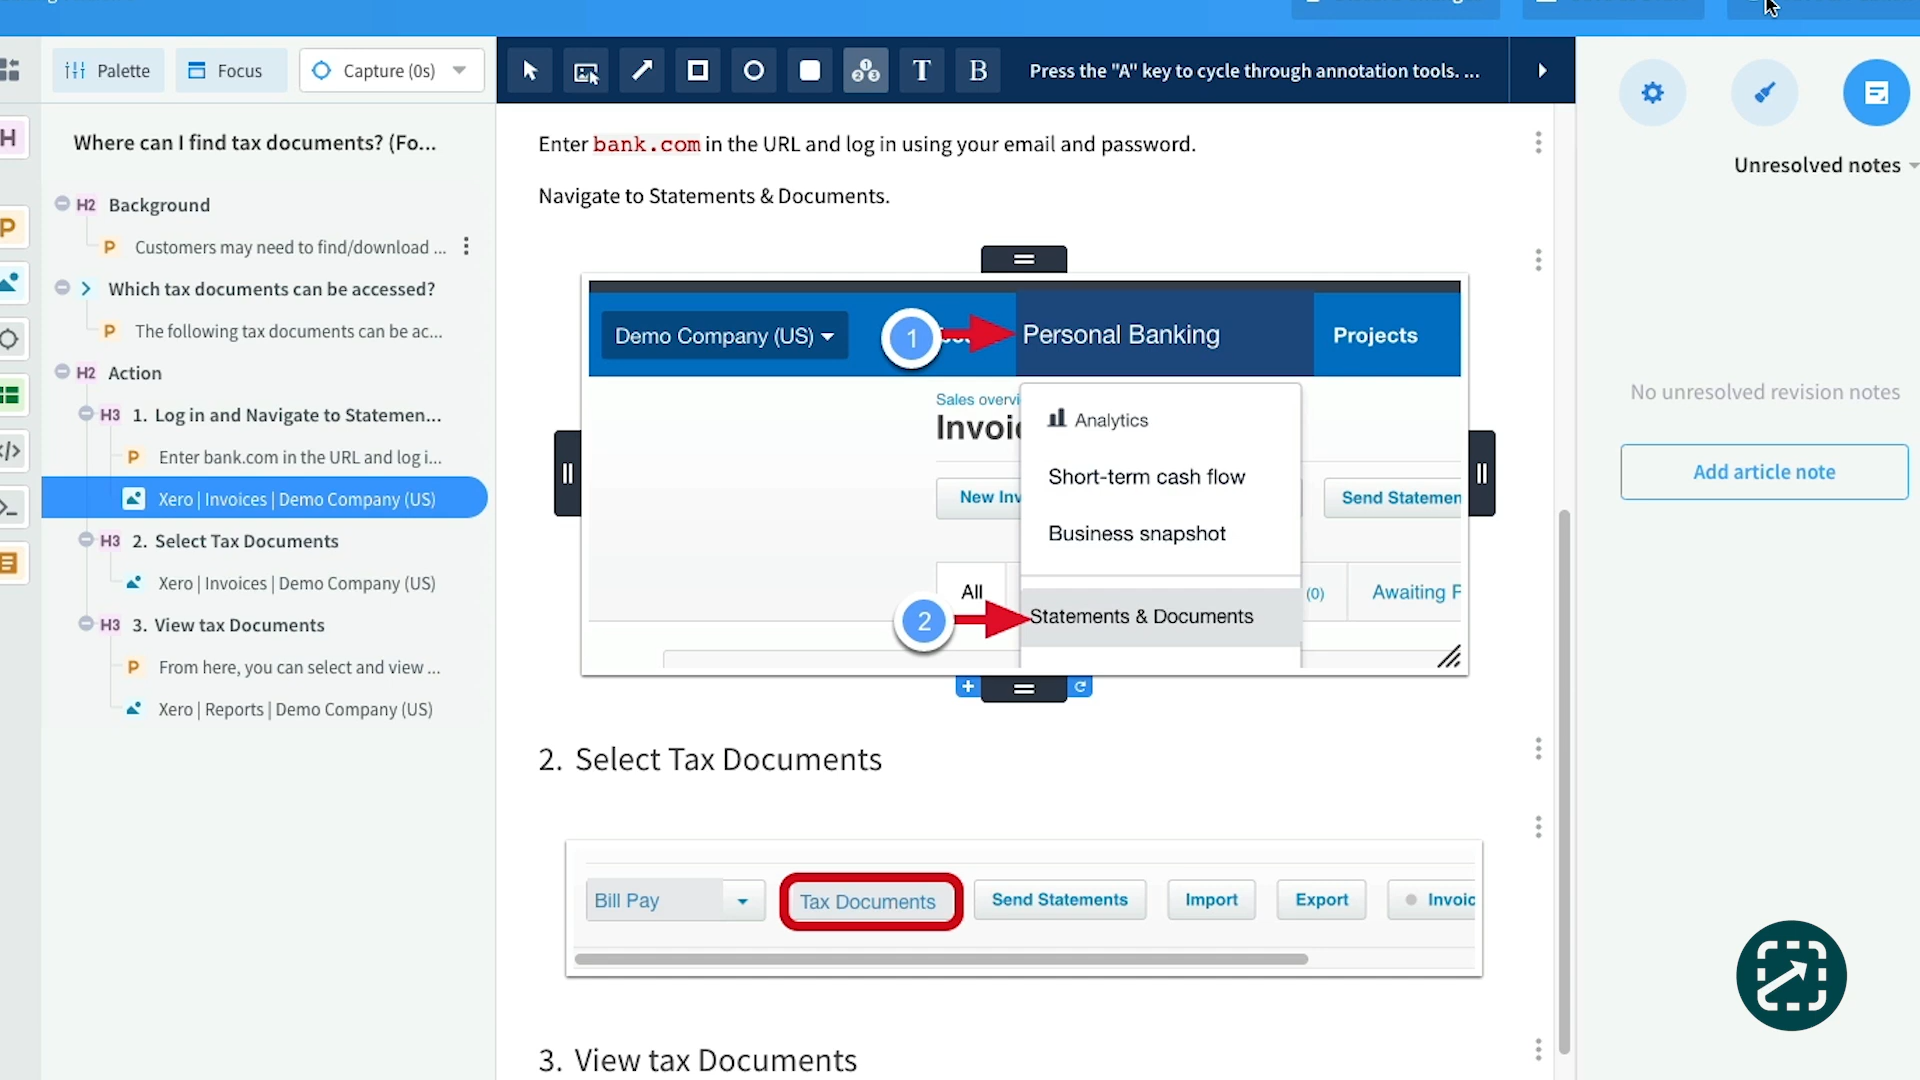 Palette
Focus
Capture (0s)
T
B
Press the "A" key to cycle through annotation tools. ...
Where can I find tax documents? (Fo...
H2 Background
P Customers may need to find/download ...
Which tax documents can be accessed?
P The following tax documents can be ac...
H2 Action
H3 1. Log in and Navigate to Statemen...
P Enter bank.com in the URL and log i...
Xero | Invoices | Demo Company (US)
H3 2. Select Tax Documents
Xero | Invoices | Demo Company (US)
H3 3. View tax Documents
P From here, you can select and view ...
Xero | Reports | Demo Company (US)
H
P
Enter bank.com in the URL and log in using your email and password.
Navigate to Statements & Documents.
Demo Company (US)
1
Personal Banking
Projects
Sales overvi
Invoi
Analytics
Short-term cash flow
Business snapshot
New Inv
Send Statemen
All
(0)
Awaiting P
2
Statements & Documents
2. Select Tax Documents
Bill Pay
Tax Documents
Send Statements
Import
Export
Invoic
3. View tax Documents
Unresolved notes
No unresolved revision notes
Add article note